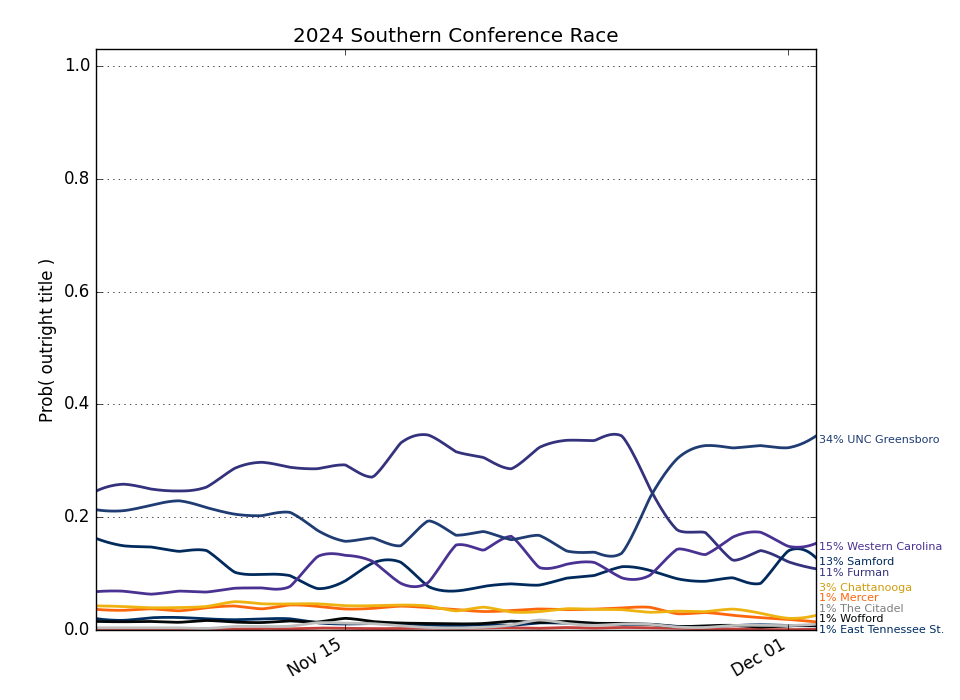 2024 Southern Conference Race
Prob( outright title )
1.0
0.8
0.6
0.4
0.2
0.0
Nov 15
Dec 01
34% UNC Greensboro
15% Western Carolina
13% Samford
11% Furman
3% Chattanooga
1% Mercer
1% The Citadel
1% Wofford
1% East Tennessee St.